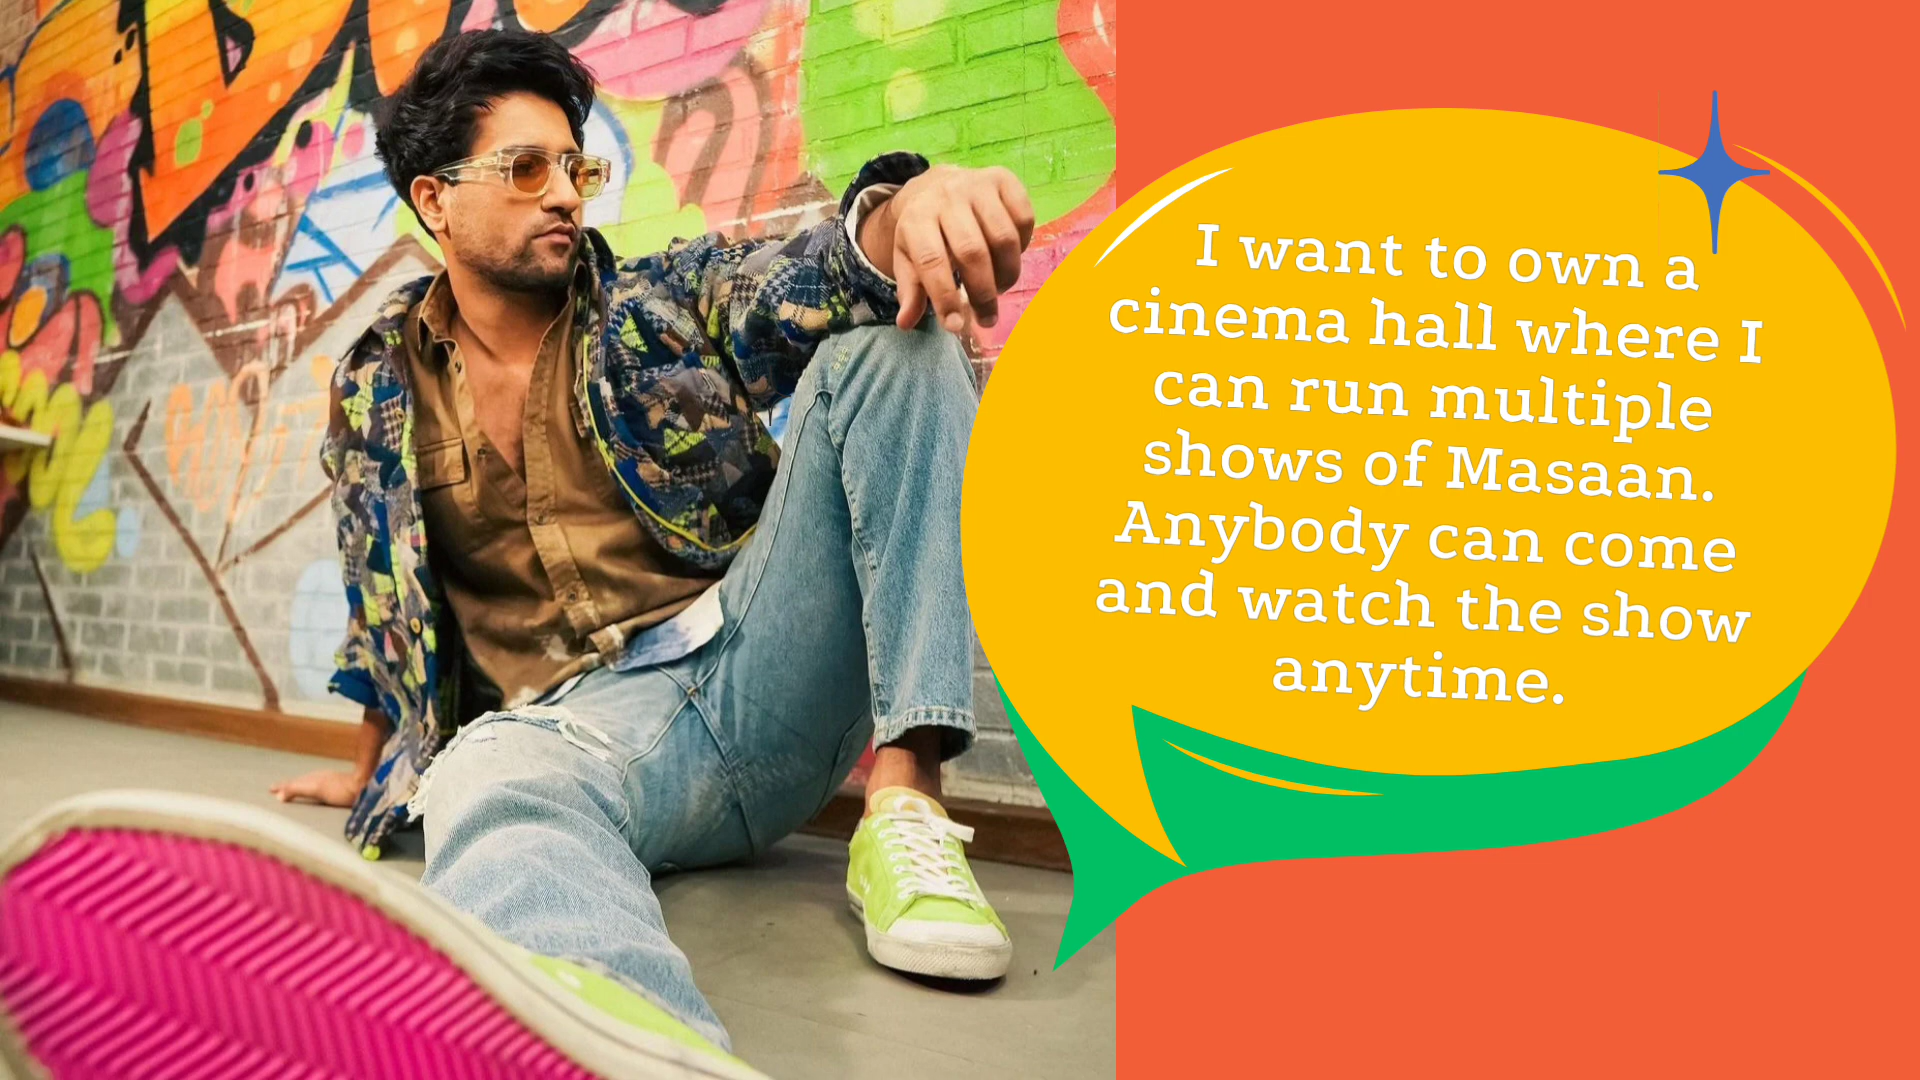 I want to own a
cinema hall where I
can run multiple
shows of Masaan.
Anybody can come
and watch the show
anytime.